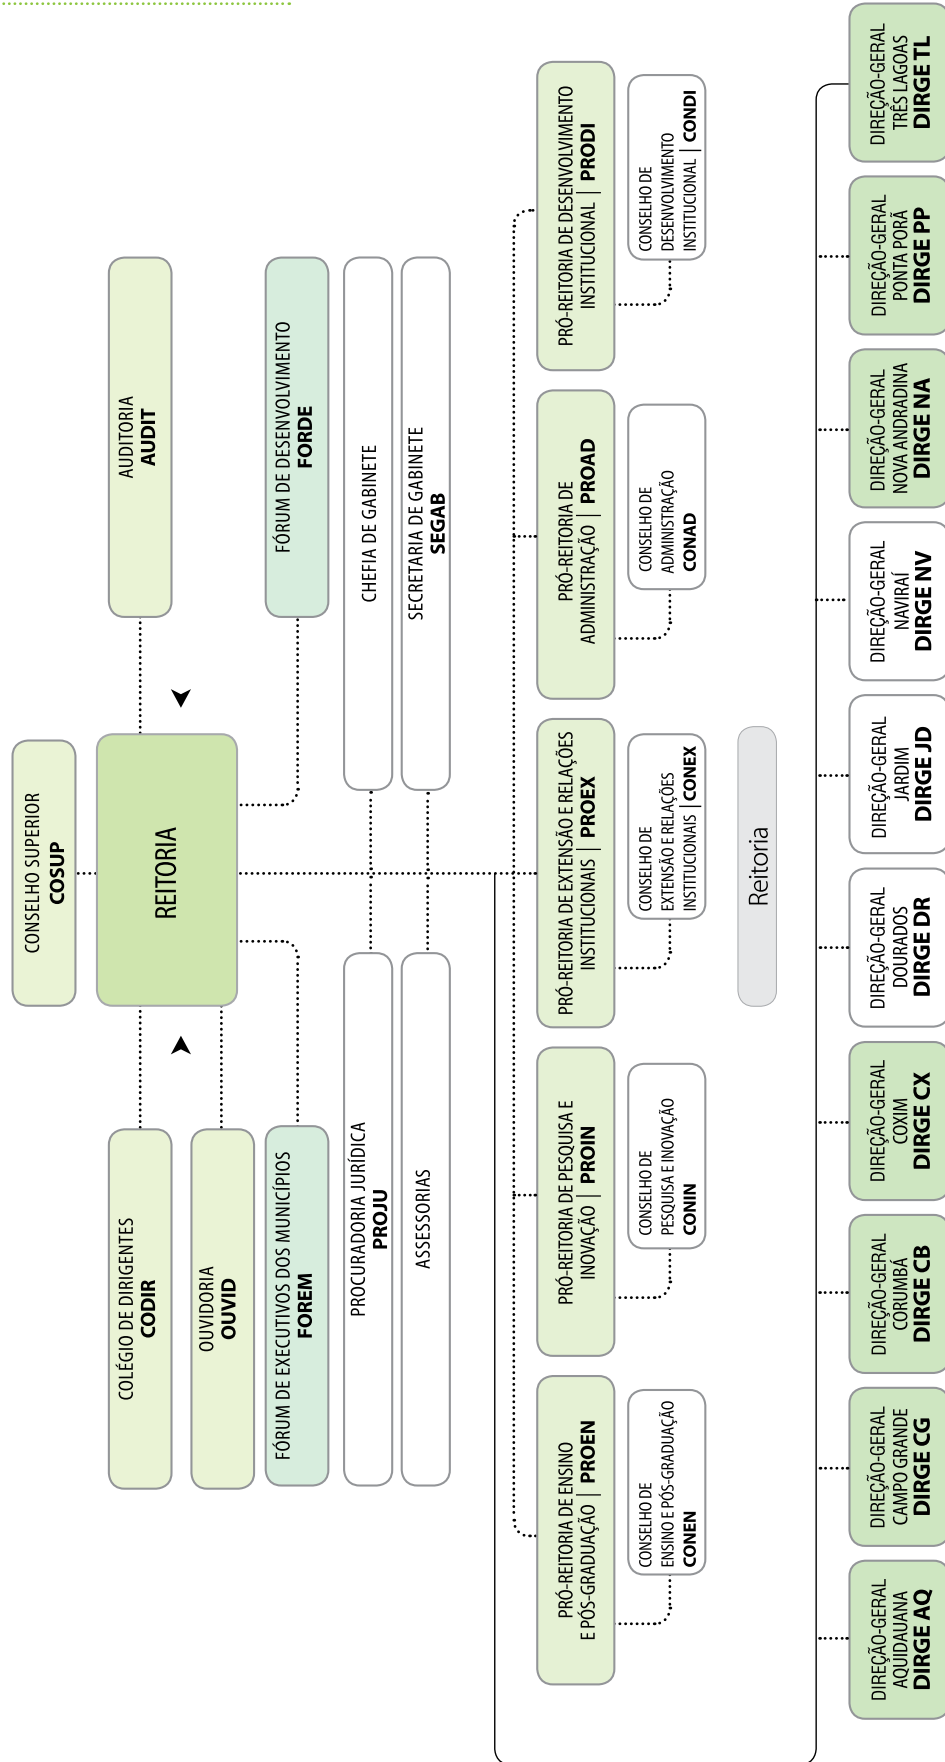 CONSELHO SUPERIOR
COSUP
REITORIA
COLÉGIO DE DIRIGENTES
CODIR
AUDITORIA
AUDIT
OUVIDORIA
OUVID
FÓRUM DE EXECUTIVOS DOS MUNICÍPIOS
FOREM
FÓRUM DE DESENVOLVIMENTO
FORDE
PROCURADORIA JURÍDICA
PROJU
CHEFIA DE GABINETE
ASSESSORIAS
SECRETARIA DE GABINETE
SEGAB
PRÓ-REITORIA DE ENSINO
E PÓS-GRADUAÇÃO | PROEN
CONSELHO DE
ENSINO E PÓS-GRADUAÇÃO
CONEN
PRÓ-REITORIA DE PESQUISA E
INOVAÇÃO | PROIN
CONSELHO DE
PESQUISA E INOVAÇÃO
CONIN
PRÓ-REITORIA DE EXTENSÃO E RELAÇÕES
INSTITUCIONAIS | PROEX
CONSELHO DE
EXTENSÃO E RELAÇÕES
INSTITUCIONAIS | CONEX
PRÓ-REITORIA DE
ADMINISTRAÇÃO | PROAD
CONSELHO DE
ADMINISTRAÇÃO
CONAD
PRÓ-REITORIA DE DESENVOLVIMENTO
INSTITUCIONAL | PRODI
CONSELHO DE
DESENVOLVIMENTO
INSTITUCIONAL | CONDI
Reitoria
DIREÇÃO-GERAL
AQUIDAUANA
DIRGE AQ
DIREÇÃO-GERAL
CAMPO GRANDE
DIRGE CG
DIREÇÃO-GERAL
CORUMBÁ
DIRGE CB
DIREÇÃO-GERAL
COXIM
DIRGE CX
DIREÇÃO-GERAL
DOURADOS
DIRGE DR
DIREÇÃO-GERAL
JARDIM
DIRGE JD
DIREÇÃO-GERAL
NAVIRAÍ
DIRGE NV
DIREÇÃO-GERAL
NOVA ANDRADINA
DIRGE NA
DIREÇÃO-GERAL
PONTA PORÃ
DIRGE PP
DIREÇÃO-GERAL
TRÊS LAGOAS
DIRGE TL